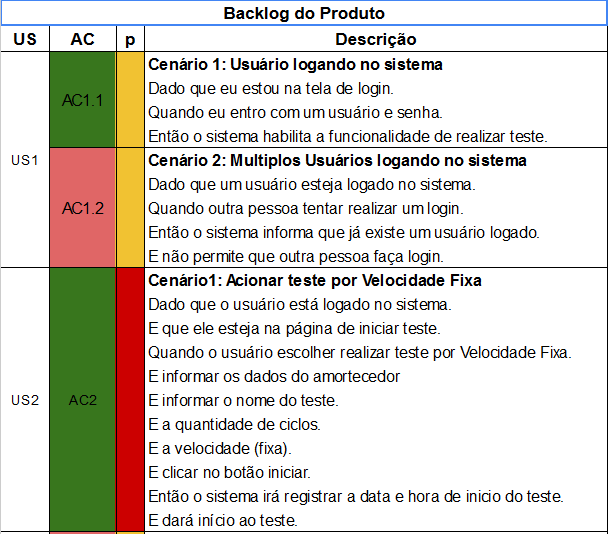 Backlog do Produto
US AC p Descrição
US1
AC1.1
Cenário 1: Usuário logando no sistema
Dado que eu estou na tela de login.
Quando eu entro com um usuário e senha.
Então o sistema habilita a funcionalidade de realizar teste.
AC1.2
Cenário 2: Multiplos Usuários logando no sistema
Dado que um usuário esteja logado no sistema.
Quando outra pessoa tentar realizar um login.
Então o sistema informa que já existe um usuário logado.
E não permite que outra pessoa faça login.
US2
AC2
Cenário1: Acionar teste por Velocidade Fixa
Dado que o usuário está logado no sistema.
E que ele esteja na página de iniciar teste.
Quando o usuário escolher realizar teste por Velocidade Fixa.
E informar os dados do amortecedor
E informar o nome do teste.
E a quantidade de ciclos.
E a velocidade (fixa).
E clicar no botão iniciar.
Então o sistema irá registrar a data e hora de inicio do teste.
E dará início ao teste.